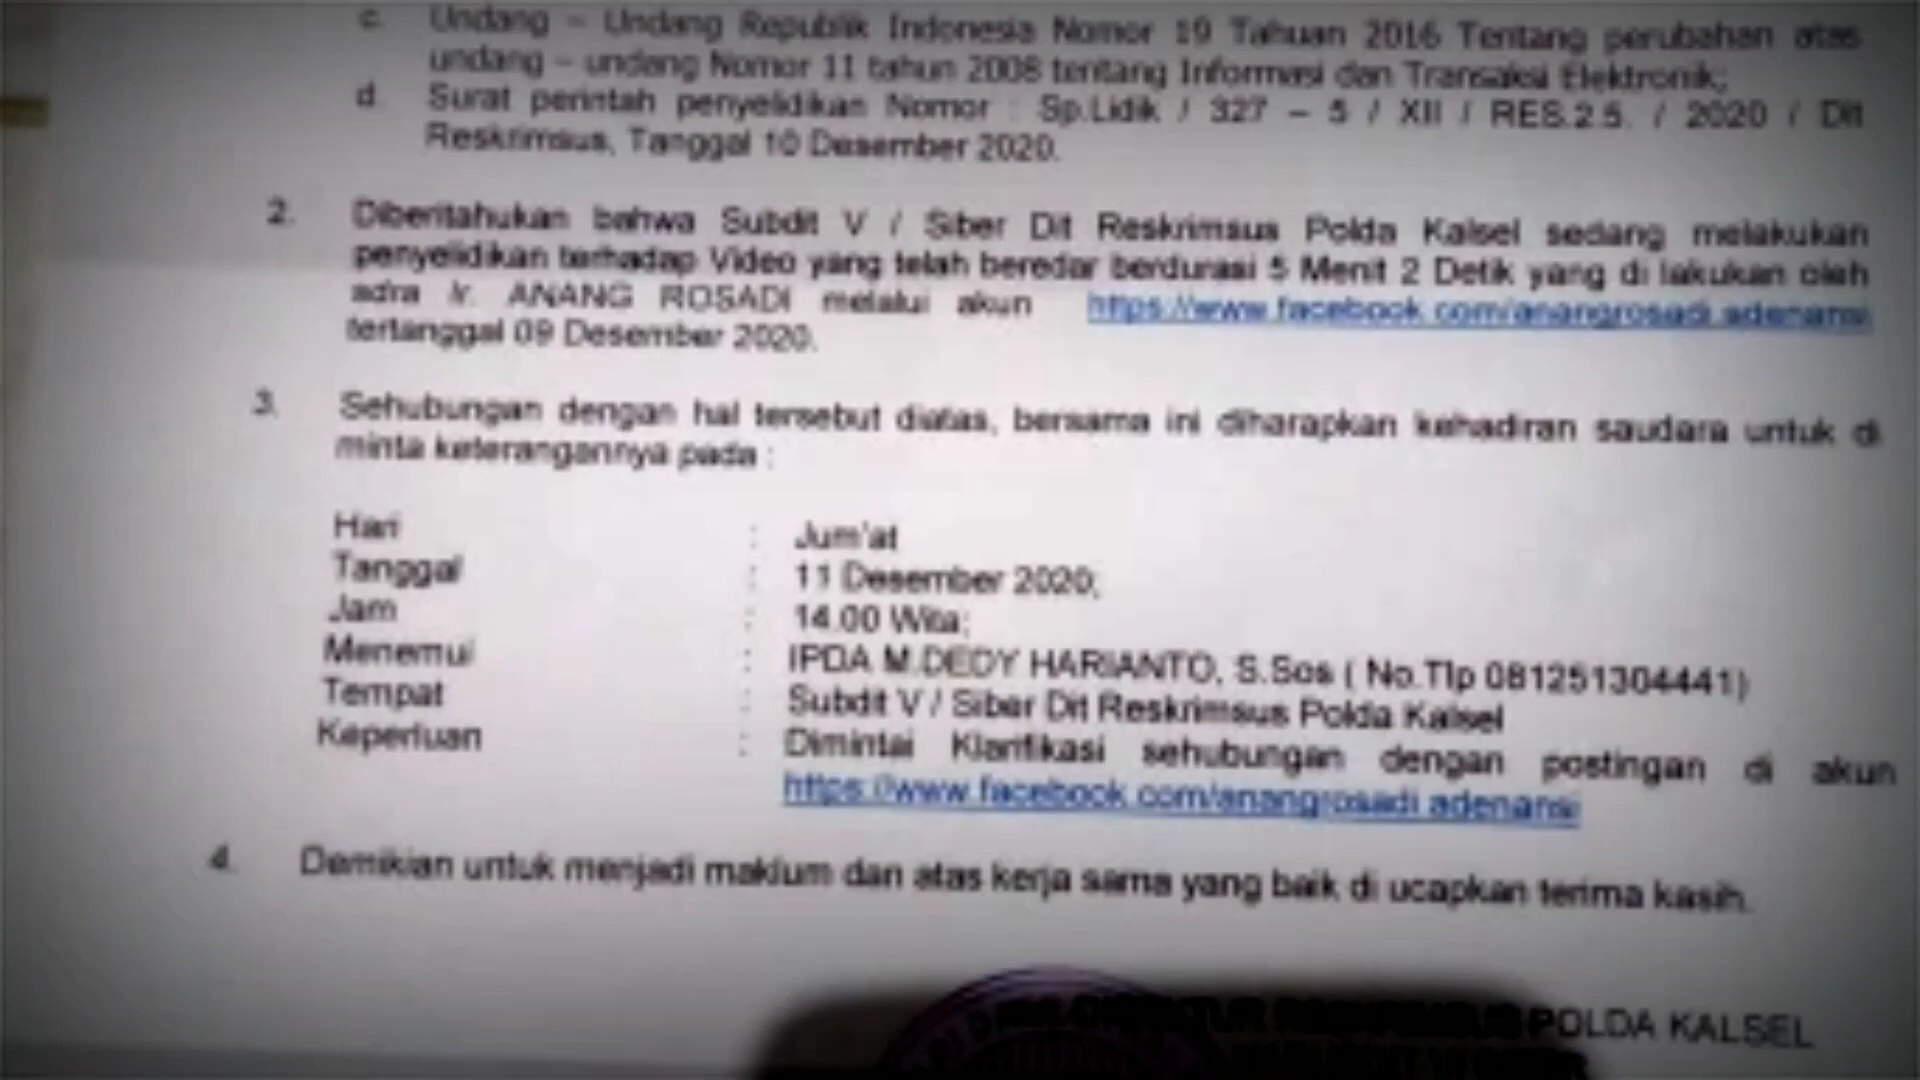 c. Undang – Undang Republik Indonesia Nomor 19 Tahuan 2016 Tentang perubahan atas
undang – undang Nomor 11 tahun 2008 tentang Informasi dan Transaksi Elektronik;
d. Surat perintah penyelidikan Nomor : Sp.Lidik / 327 – 5 / XII / RES.2.5. / 2020 / Dit
Reskrimsus, Tanggal 10 Desember 2020.
2. Diberitahukan bahwa Subdit V / Siber Dit Reskrimsus Polda Kalsel sedang melakukan
penyelidikan terhadap Video yang telah beredar berdurasi 5 Menit 2 Detik yang di lakukan oleh
sdra Ir. ANANG ROSADI melalui akun https://www.facebook.com/anangrosadi.adenansi
tertanggal 09 Desember 2020.
3. Sehubungan dengan hal tersebut diatas, bersama ini diharapkan kehadiran saudara untuk di
minta keterangannya pada :
Hari : Jum'at
Tanggal : 11 Desember 2020;
Jam : 14.00 Wita;
Menemui : IPDA M.DEDY HARIANTO, S.Sos ( No.Tlp 081251304441)
Tempat : Subdit V / Siber Dit Reskrimsus Polda Kalsel
Keperluan : Dimintai Klarifikasi sehubungan dengan postingan di akun
https://www.facebook.com/anangrosadi.adenansi
4. Demikian untuk menjadi maklum dan atas kerja sama yang baik di ucapkan terima kasih.
POLDA KALSEL